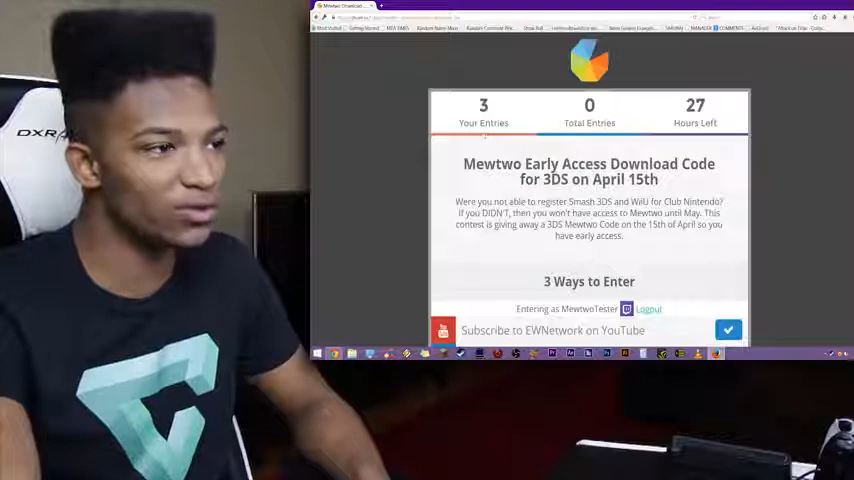 Mewtwo Download...
DXRA
3
Your Entries
0
Total Entries
27
Hours Left
Mewtwo Early Access Download Code
for 3DS on April 15th
Were you not able to register Smash 3DS and WiiU for Club Nintendo?
If you DIDN'T, then you won't have access to Mewtwo until May. This
contest is giving away a 3DS Mewtwo Code on the 15th of April so you
have early access.
3 Ways to Enter
Entering as MewtwoTester Logout
Subscribe to EWNetwork on YouTube